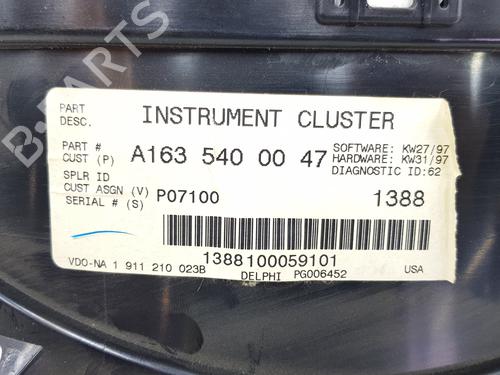 B-PARTS
PART
DESC.
INSTRUMENT CLUSTER
PART #
CUST (P)
A163 540 00 47
SOFTWARE: KW27/97
HARDWARE: KW31/97
DIAGNOSTIC ID:62
SPLR ID
CUST ASGN (V)
SERIAL # (S)
P07100
1388
1388100059101
VDO-NA 1 911 210 023B
DELPHI PG006452
USA